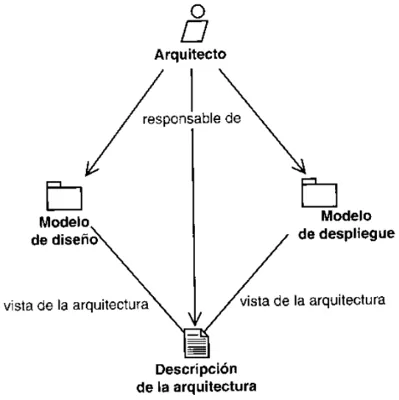 Arquitecto
responsable de
Modelo
de diseño
Modelo
de despliegue
vista de la arquitectura
vista de la arquitectura
Descripción
de la arquitectura